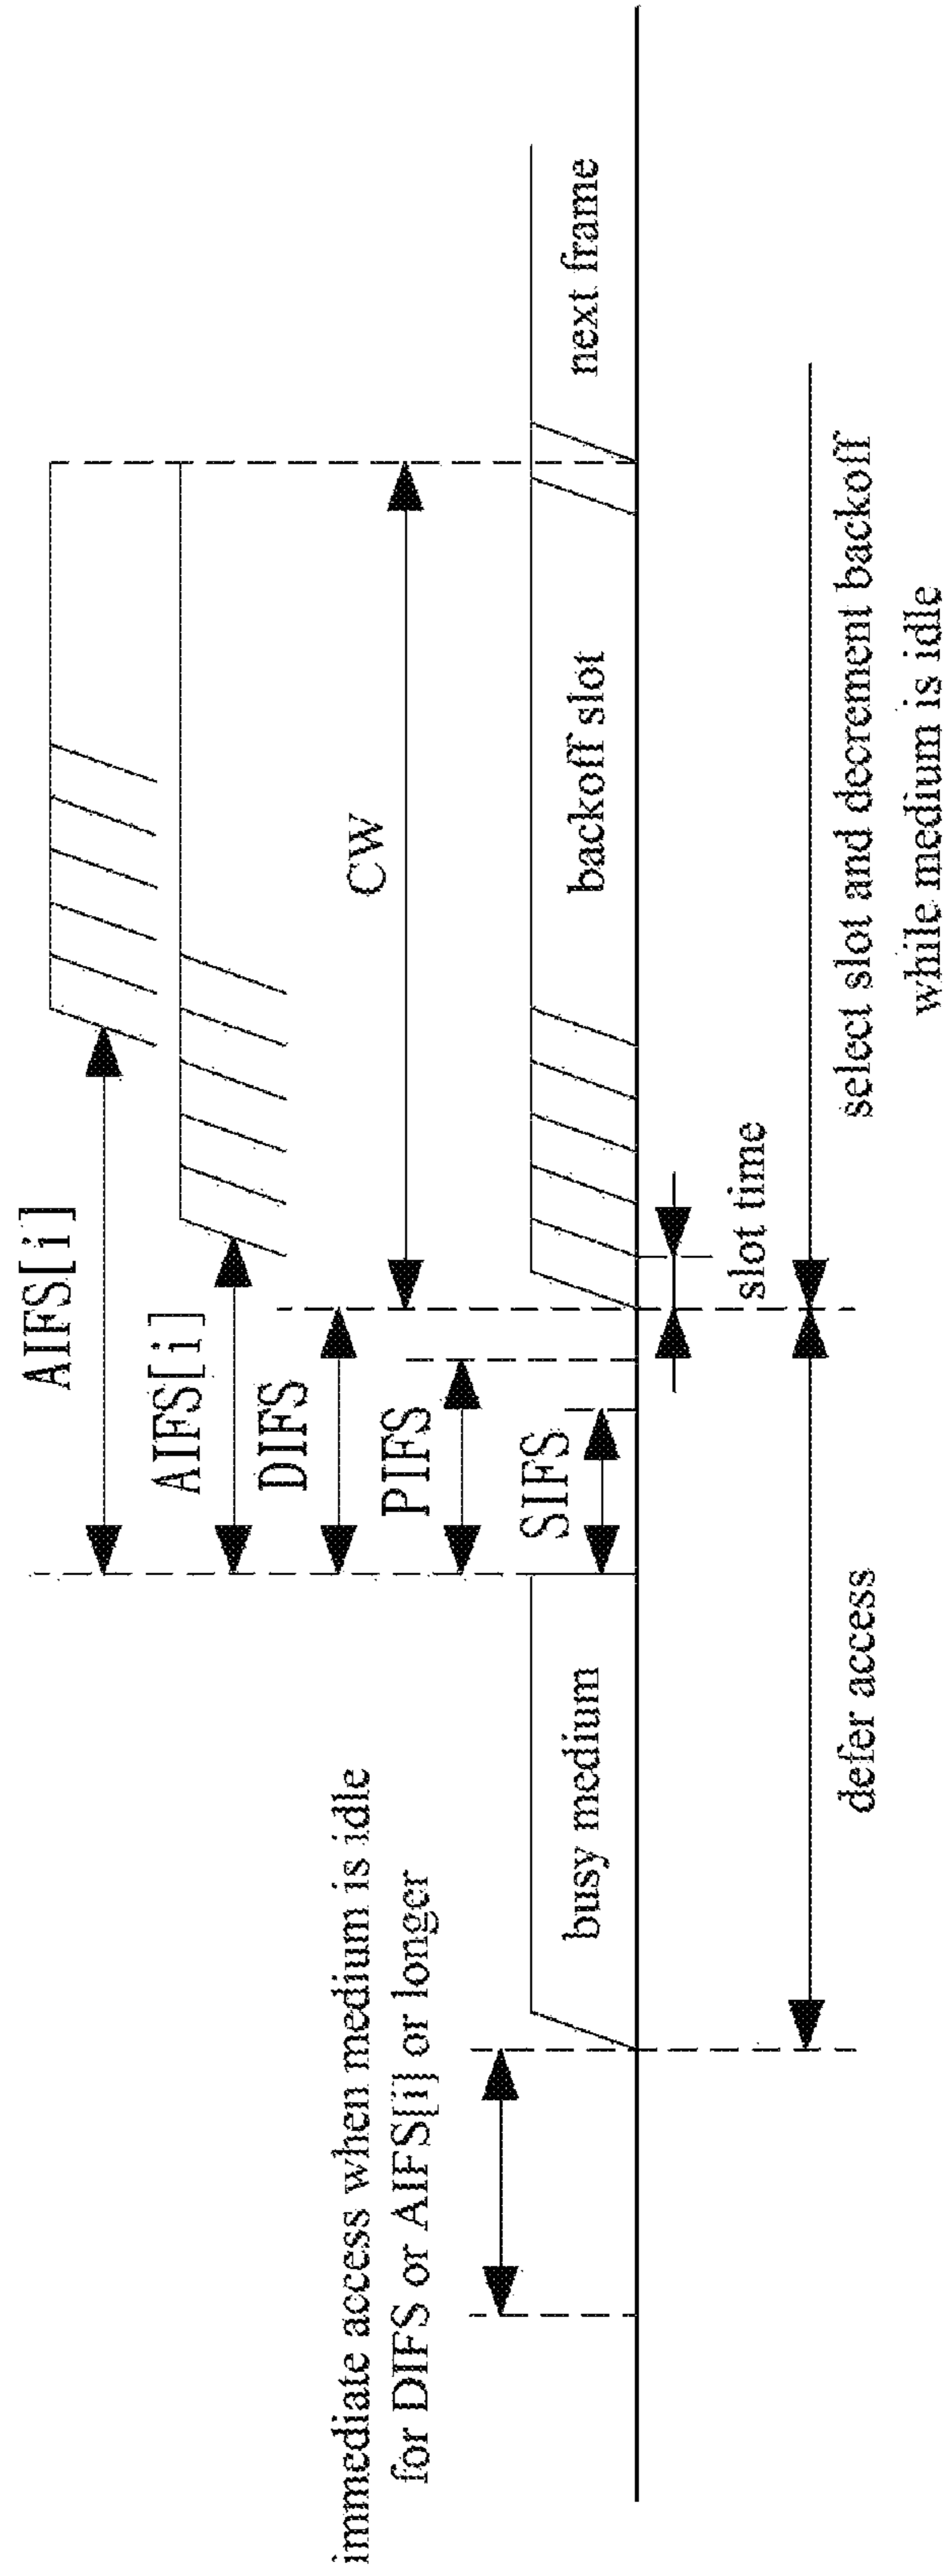 AIFS[i]
AIFS[i]
DIFS
PIFS
SIFS
immediate access when medium is idle
for DIFS or AIFS[i] or longer
CW
busy medium
backoff slot
next frame
slot time
defer access
select slot and decrement backoff
while medium is idle